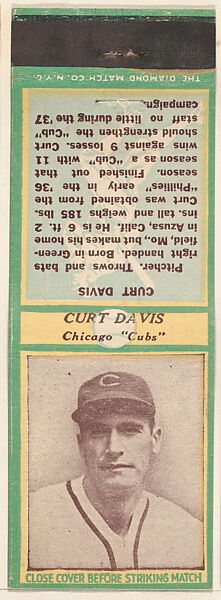 THE DIAMOND MATCH CO. N.Y.C.
CURT DAVIS
Pitcher. Throws and bats
right handed. Born in Green-
field, Mo., but makes his home
in Azusa, Calif. He is 6 ft. 2
ins. tall and weighs 185 lbs.
Curt was obtained from the
"Phillies" early in the '36
season. Finished out that
season as a "Cub" with 11
wins against 9 losses. Curt
should strengthen the "Cub"
staff no little during the '37
campaign.
CURT DAVIS
Chicago "Cubs"
C
CLOSE COVER BEFORE STRIKING MATCH